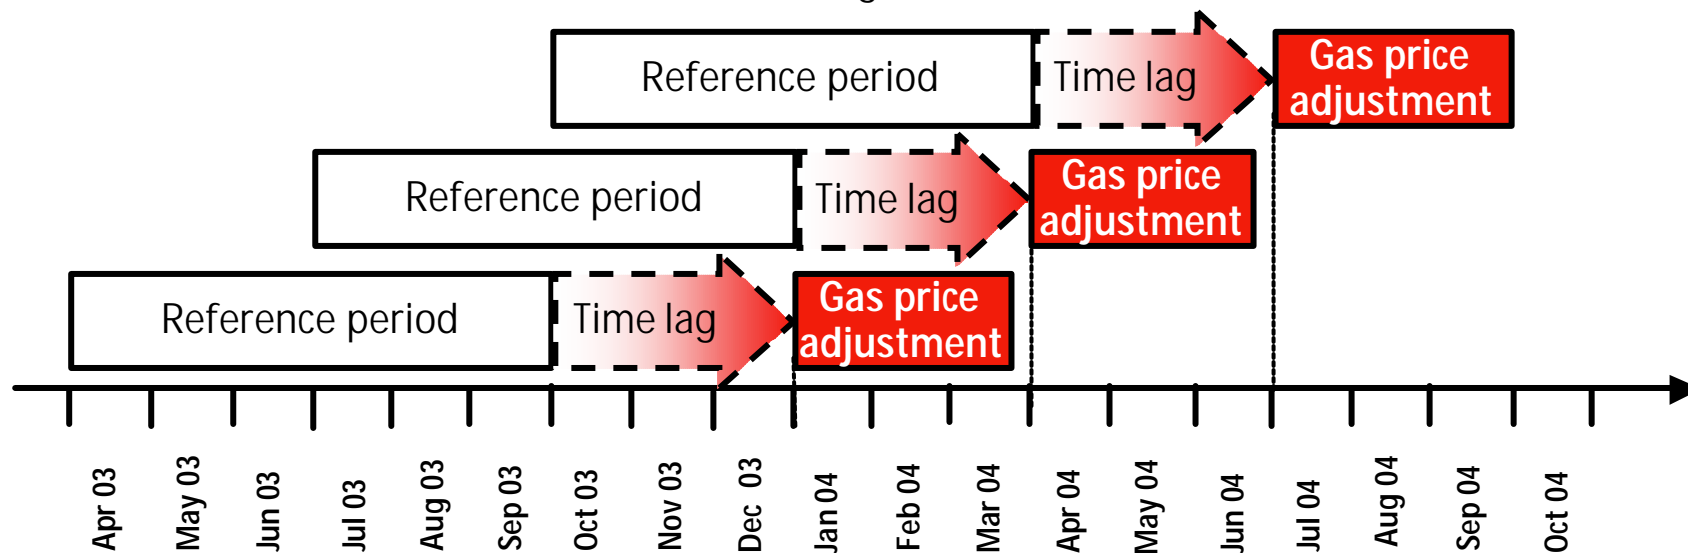 g
Reference period
Time lag
Gas price
adjustment
Reference period
Time lag
Gas price
adjustment
Reference period
Time lag
Gas price
adjustment
Apr 03
May 03
Jun 03
Jul 03
Aug 03
Sep 03
Oct 03
Nov 03
Dec 03
Jan 04
Feb 04
Mar 04
Apr 04
May 04
Jun 04
Jul 04
Aug 04
Sep 04
Oct 04